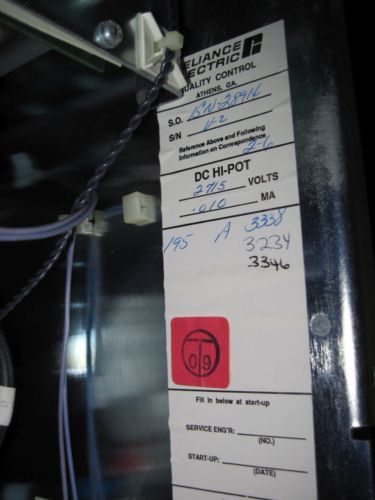 RELIANCE
ELECTRIC
QUALITY CONTROL
ATHENS, GA.
S.O.
S/N
Reference Above and Following
Information on Correspondence
DC HI-POT
2715 VOLTS
.010 MA
195 A 3338
3234
3346
T
09
Fill in below at start-up
SERVICE ENG'R:
(NO.)
START-UP:
(DATE)